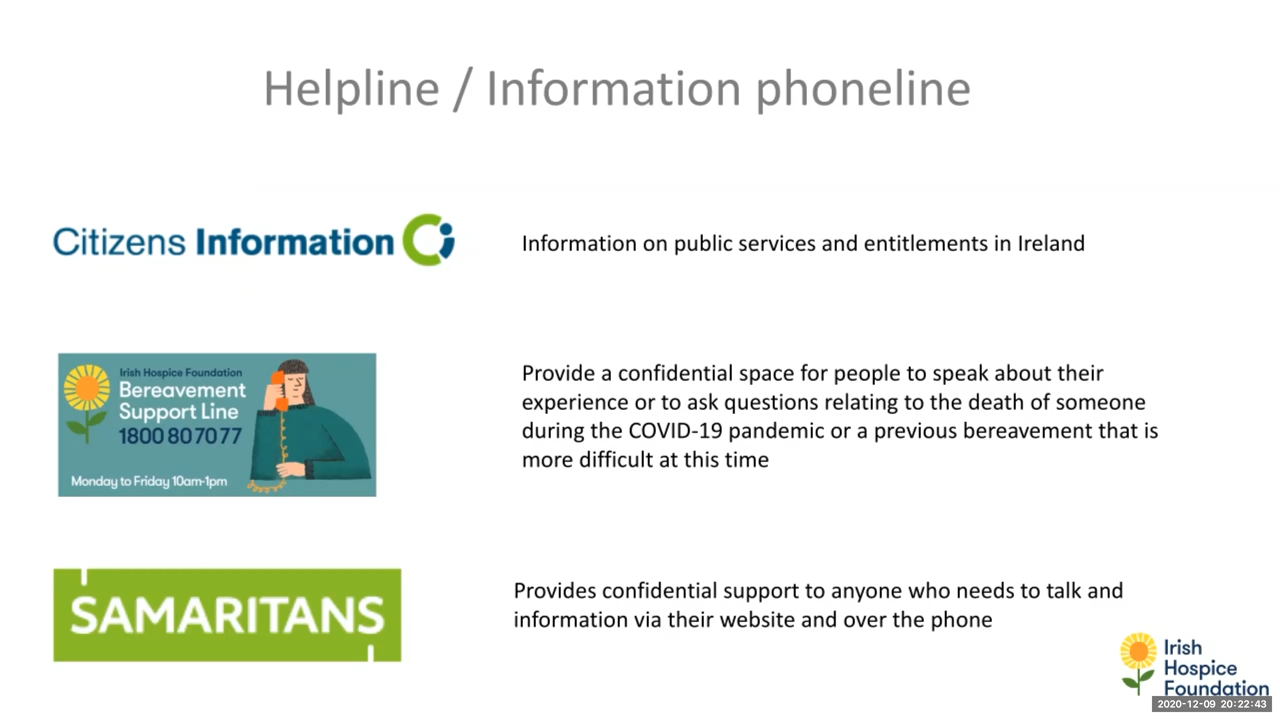 Helpline / Information phoneline
Citizens Information
Information on public services and entitlements in Ireland
Irish Hospice Foundation
Bereavement
Support Line
1800 80 70 77
Monday to Friday 10am-1pm
Provide a confidential space for people to speak about their
experience or to ask questions relating to the death of someone
during the COVID-19 pandemic or a previous bereavement that is
more difficult at this time
SAMARITANS
Provides confidential support to anyone who needs to talk and
information via their website and over the phone
Irish
Hospice
Foundation
2020-12-09 20:22:43